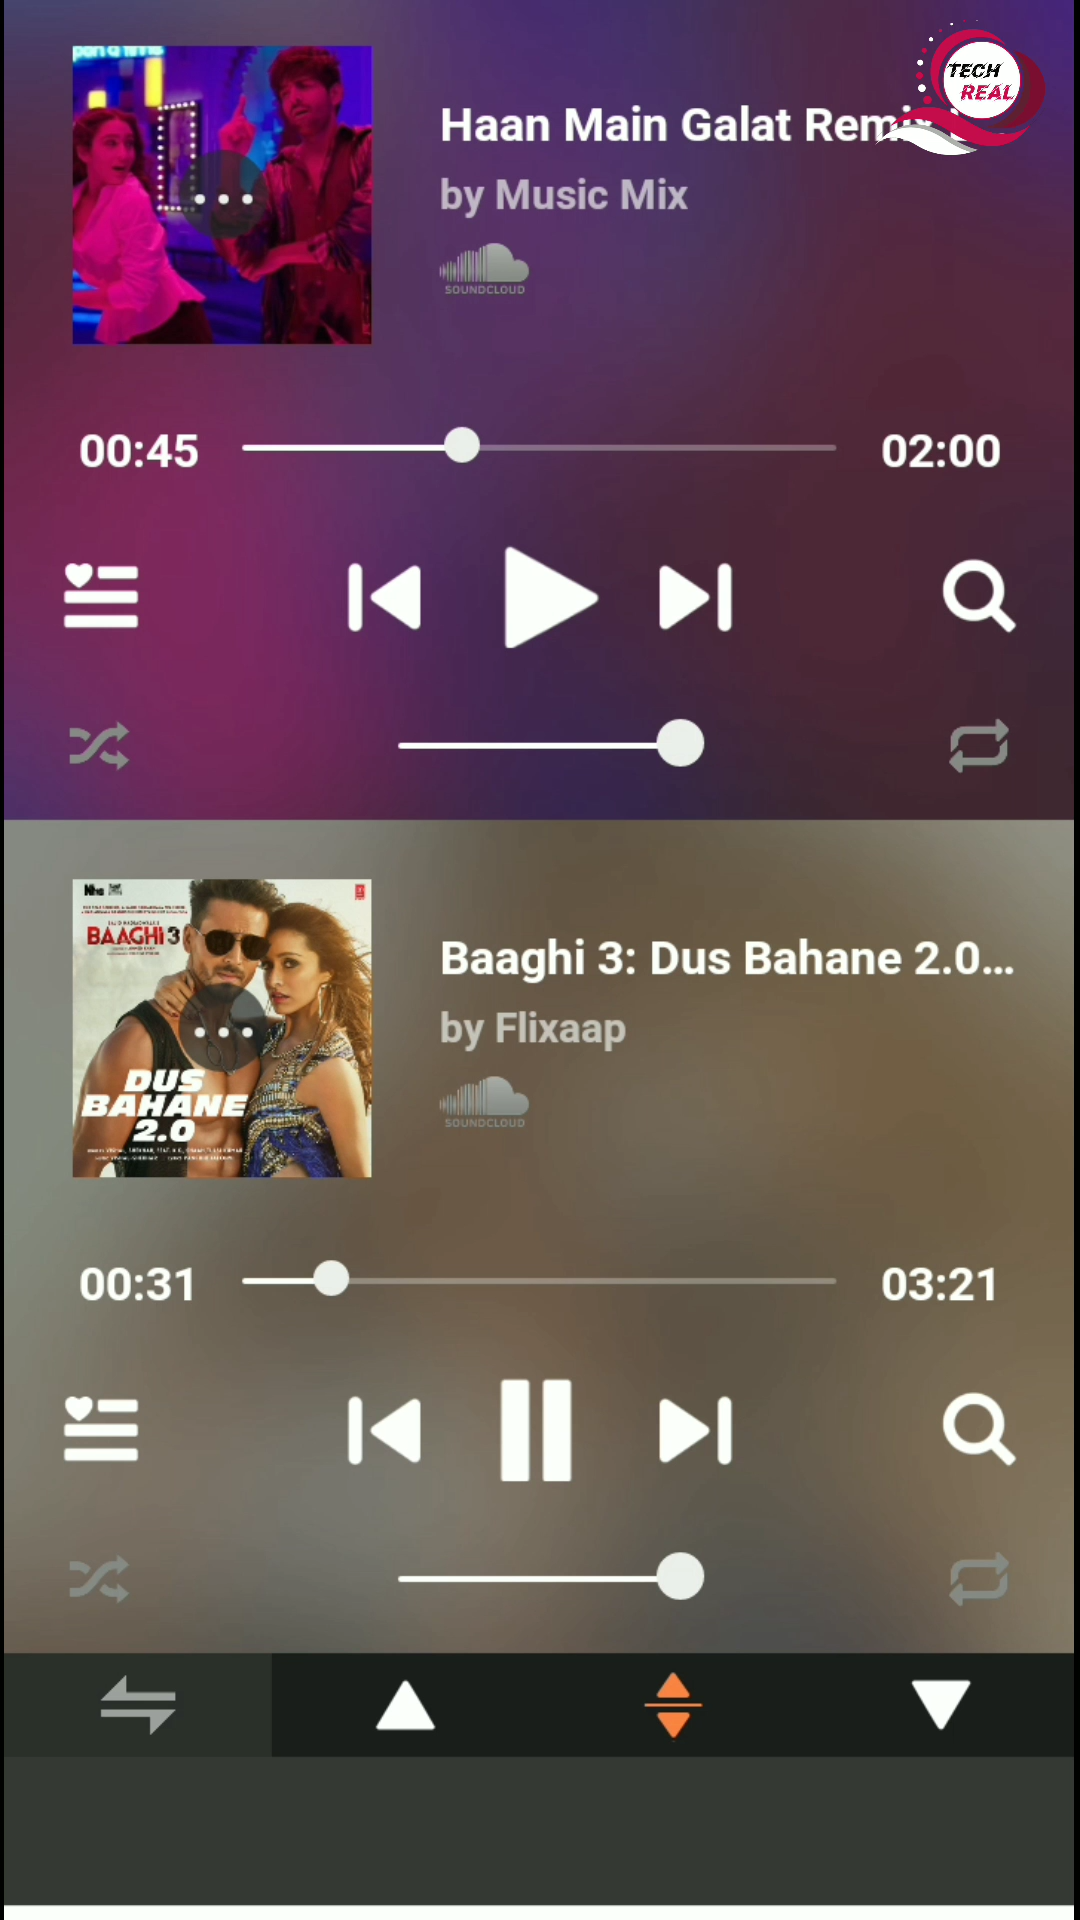 TECH
REAL
Haan Main Galat Remix
by Music Mix
SOUNDCLOUD
00:45
02:00
BAAGHI 3
DUS
BAHANE
2.0
Baaghi 3: Dus Bahane 2.0...
by Flixaap
SOUNDCLOUD
00:31
03:21